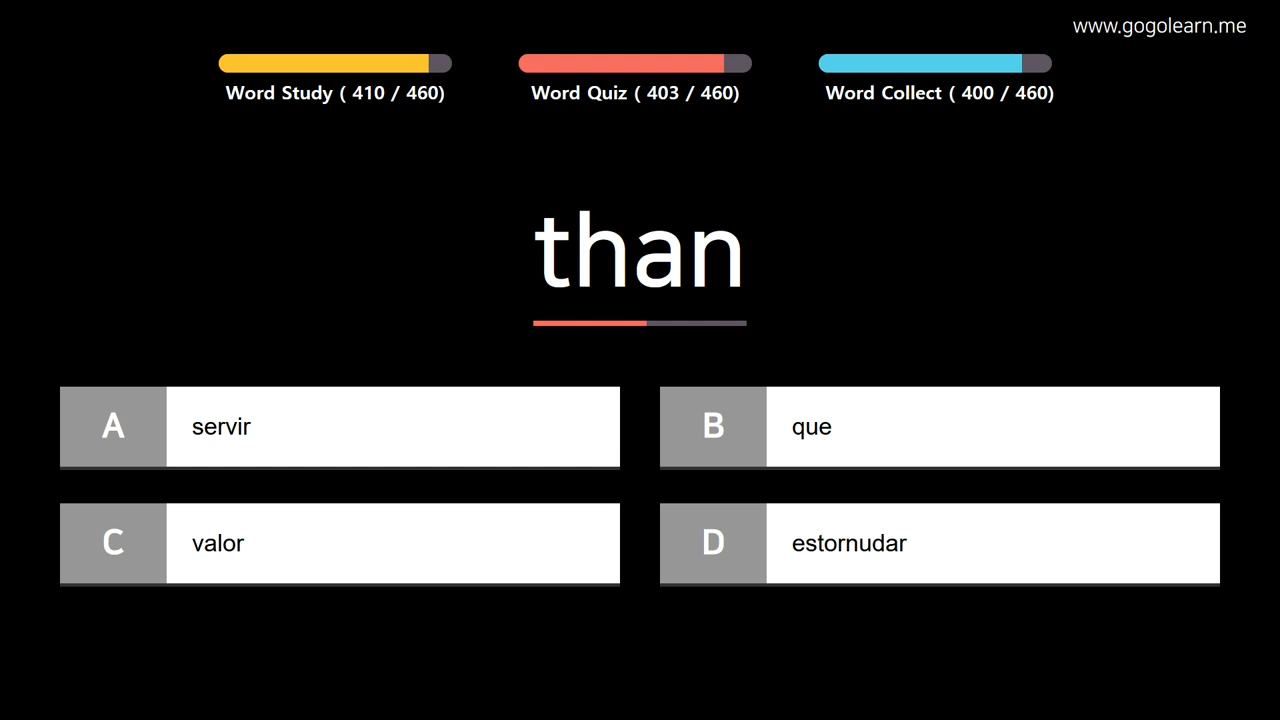 www.gogolearn.me
Word Study ( 410 / 460)
Word Quiz ( 403 / 460)
Word Collect ( 400 / 460)
than
A servir
B que
C valor
D estornudar